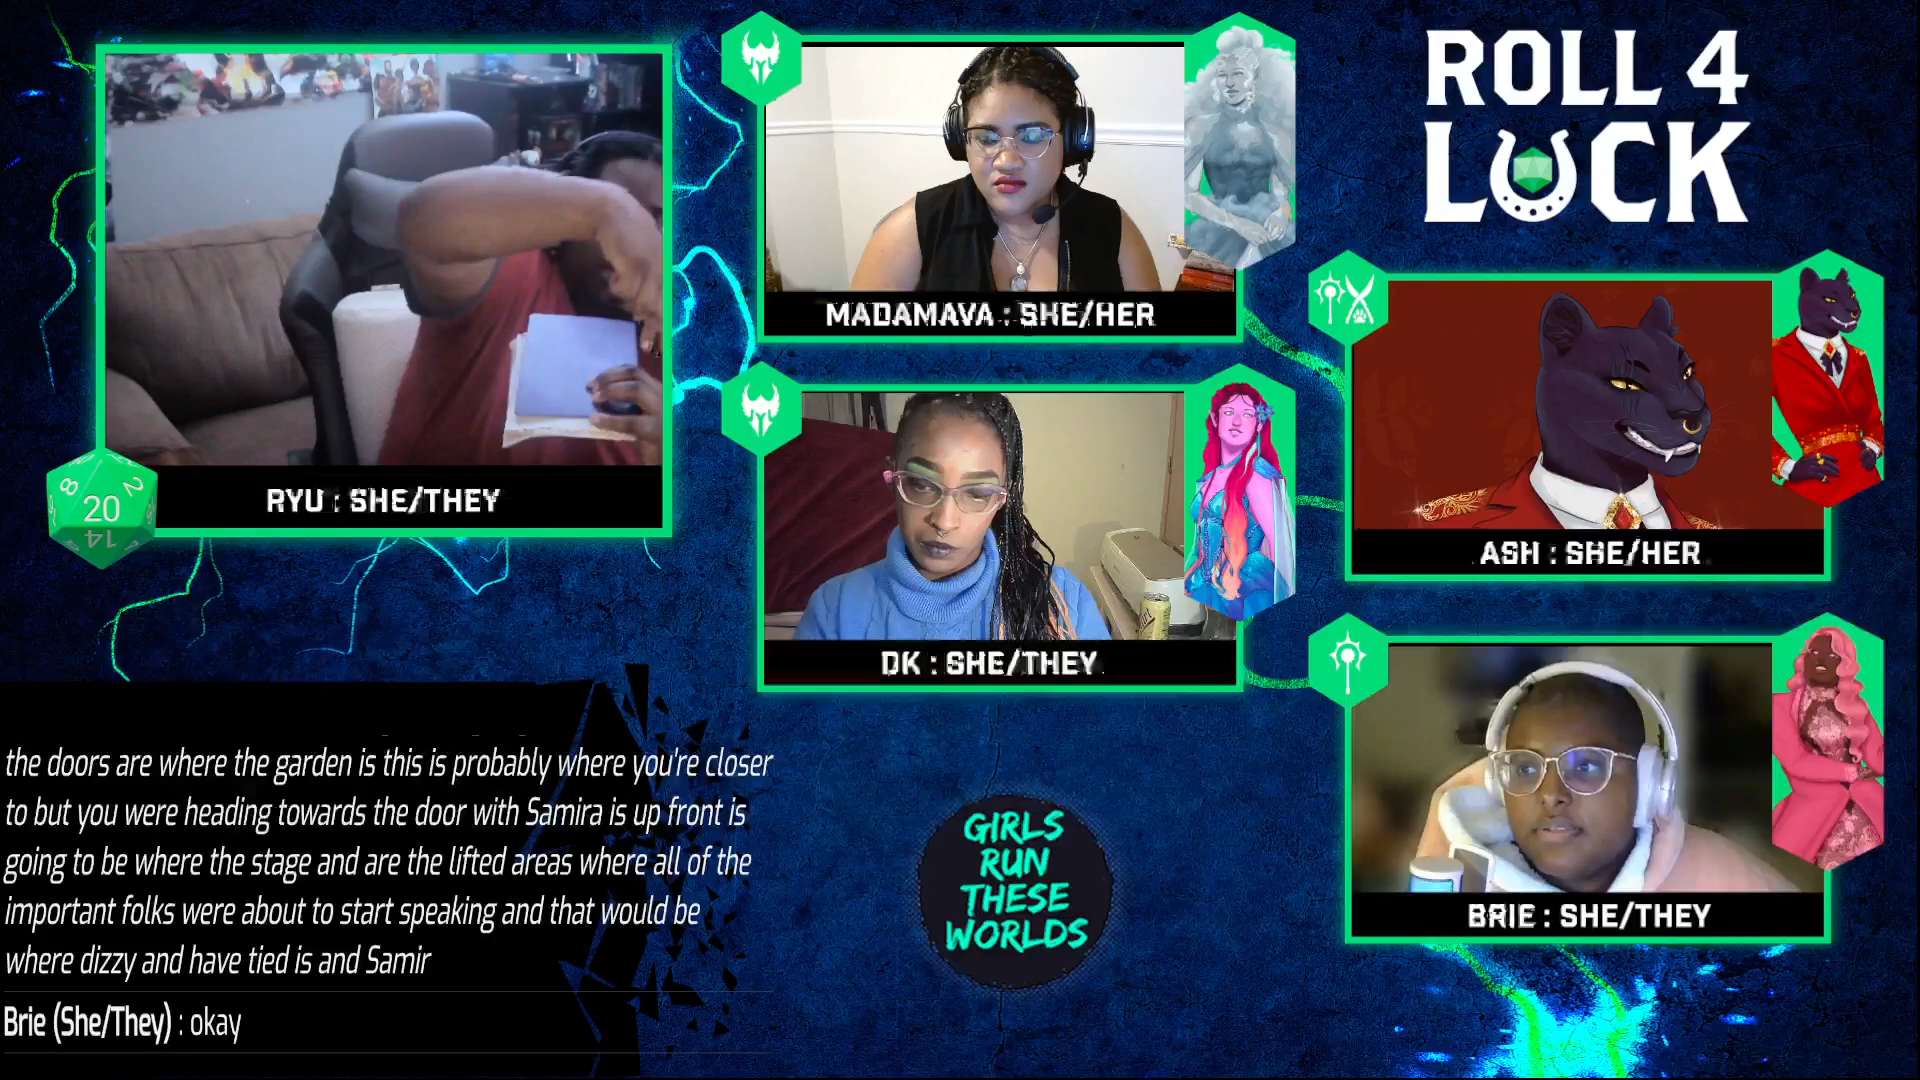 ROLL 4
LUCK
MADAMAVA : SHE/HER
RYU : SHE/THEY
8
2
20
14
ASH : SHE/HER
DK : SHE/THEY
BRIE : SHE/THEY
the doors are where the garden is this is probably where you're closer
to but you were heading towards the door with Samira is up front is
going to be where the stage and are the lifted areas where all of the
important folks were about to start speaking and that would be
where dizzy and have tied is and Samir
Brie (She/They) : okay
GIRLS
RUN
THESE
WORLDS